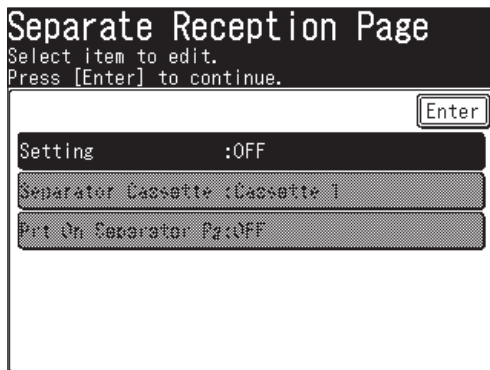 Separate Reception Page
Select item to edit.
Press [Enter] to continue.
Enter
Setting :OFF
Separator Cassette :Cassette 1
Prt On Separator Pg:OFF